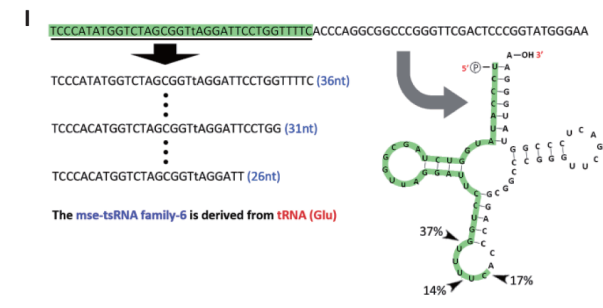 I
TCCCATATGGTCTAGCGGTtAGGATTCCTGGTTTTCACCCAGGCGGCCCGGGTTCGACTCCCGGTATGGGAA
TCCCATATGGTCTAGCGGTtAGGATTCCTGGTTTTC (36nt)
TCCCACATGGTCTAGCGGTtAGGATTCCTGG (31nt)
TCCCACATGGTCTAGCGGTtAGGATT (26nt)
The mse-tsRNA family-6 is derived from tRNA (Glu)
A—OH 3’
5’ P
37%
14%
17%